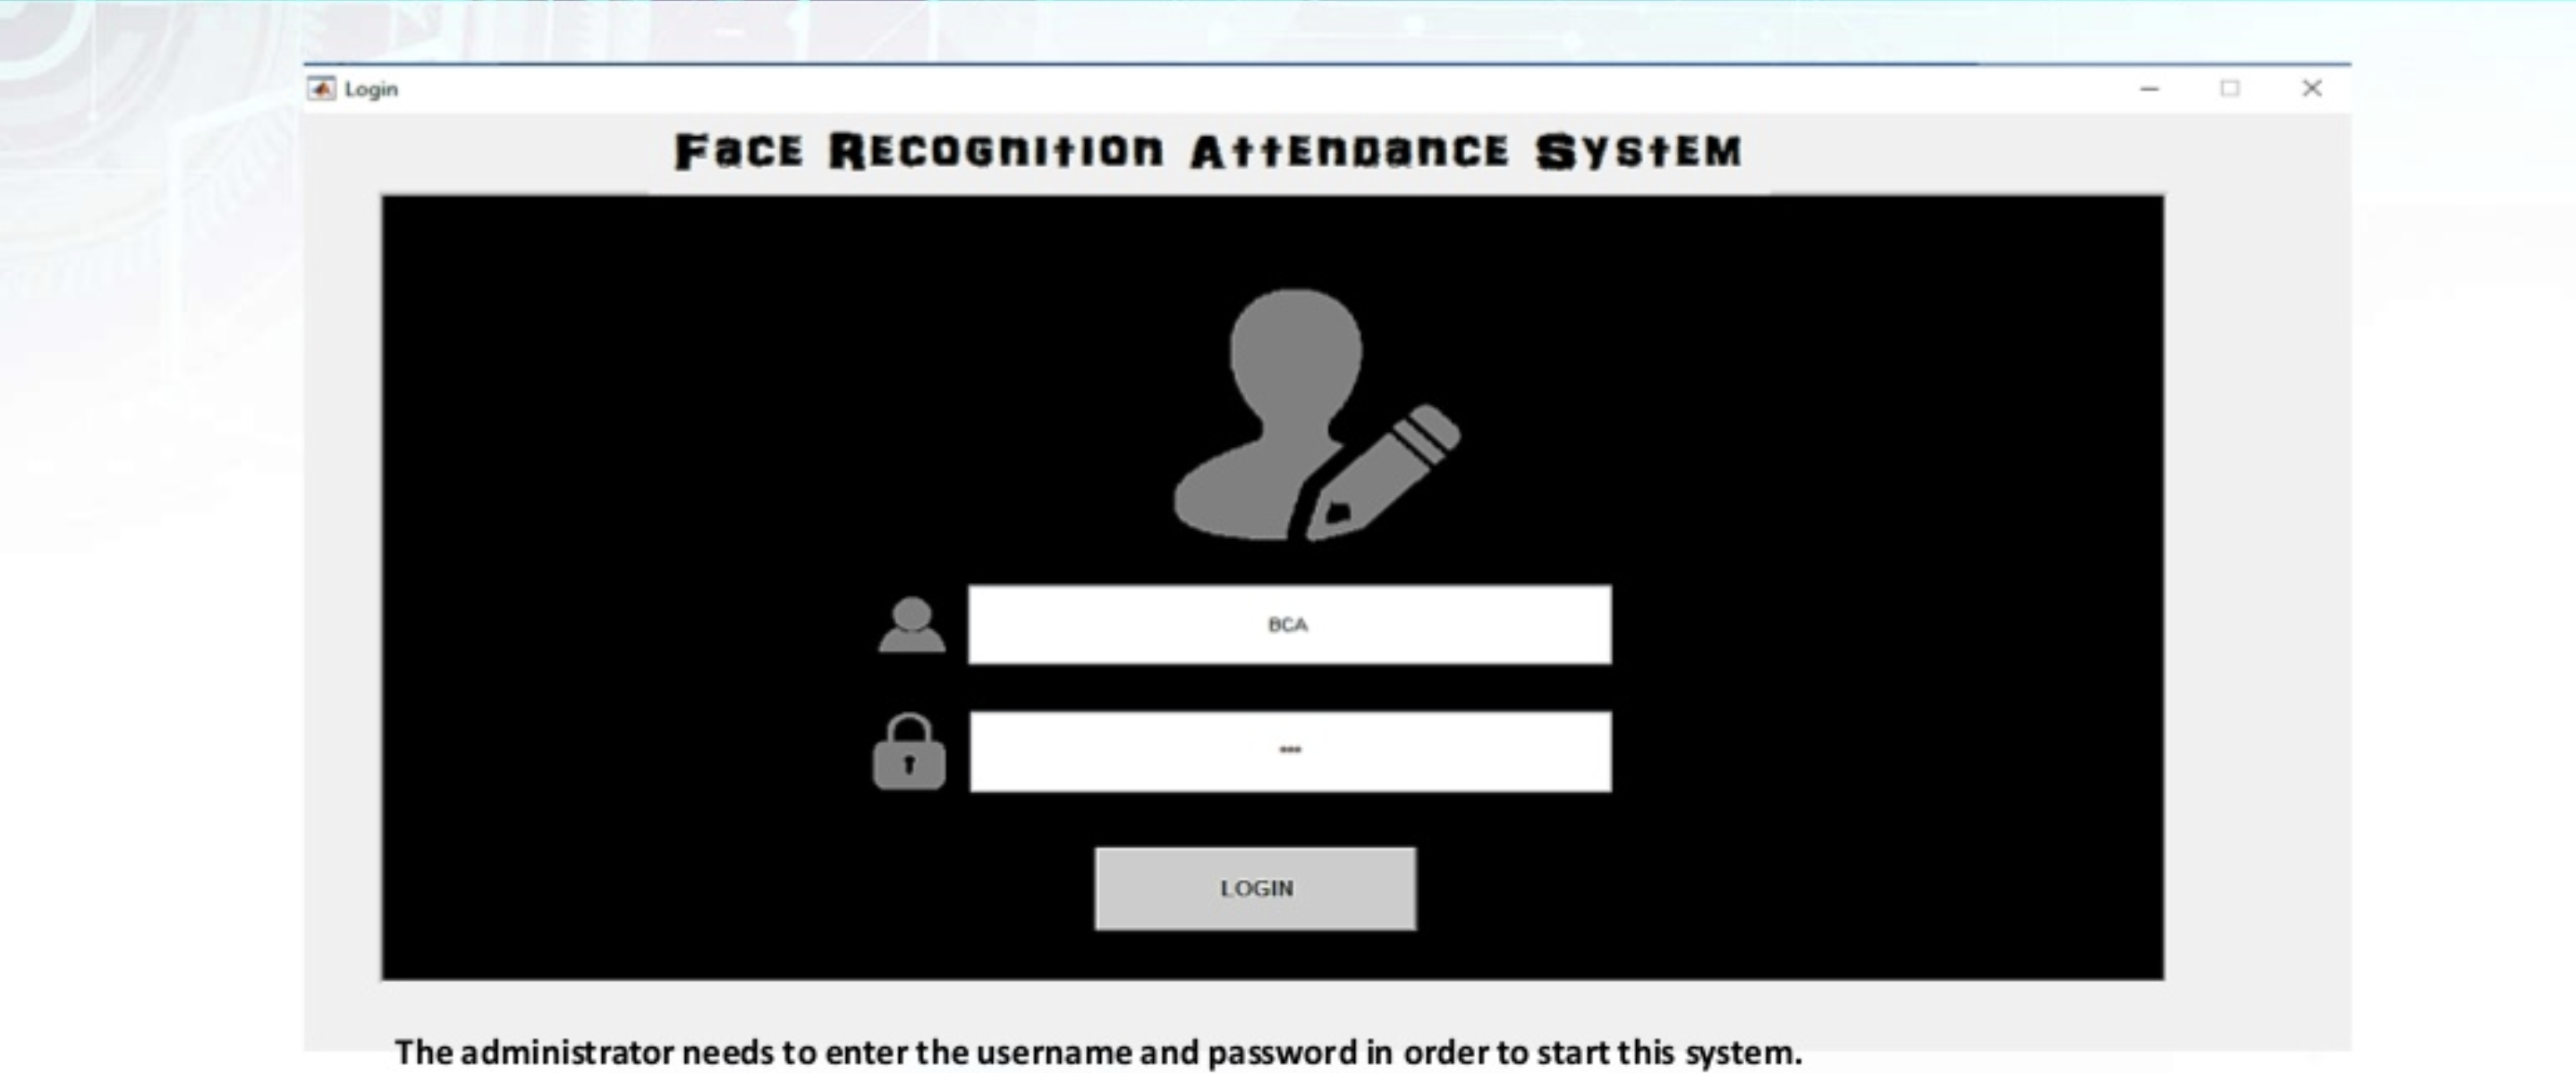 Login
Face Recognition Attendance System
BCA
***
LOGIN
The administrator needs to enter the username and password in order to start this system.